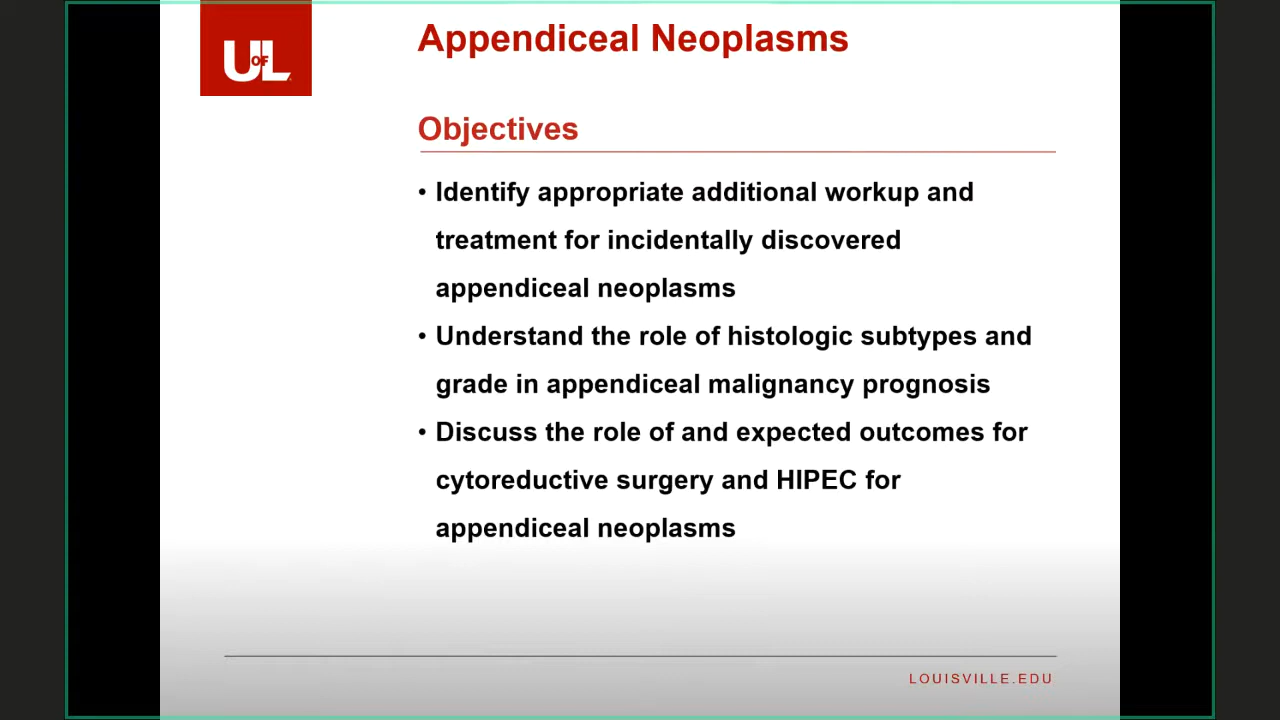 UOFL
Appendiceal Neoplasms
Objectives
• Identify appropriate additional workup and
treatment for incidentally discovered
appendiceal neoplasms
• Understand the role of histologic subtypes and
grade in appendiceal malignancy prognosis
• Discuss the role of and expected outcomes for
cytoreductive surgery and HIPEC for
appendiceal neoplasms
LOUISVILLE.EDU